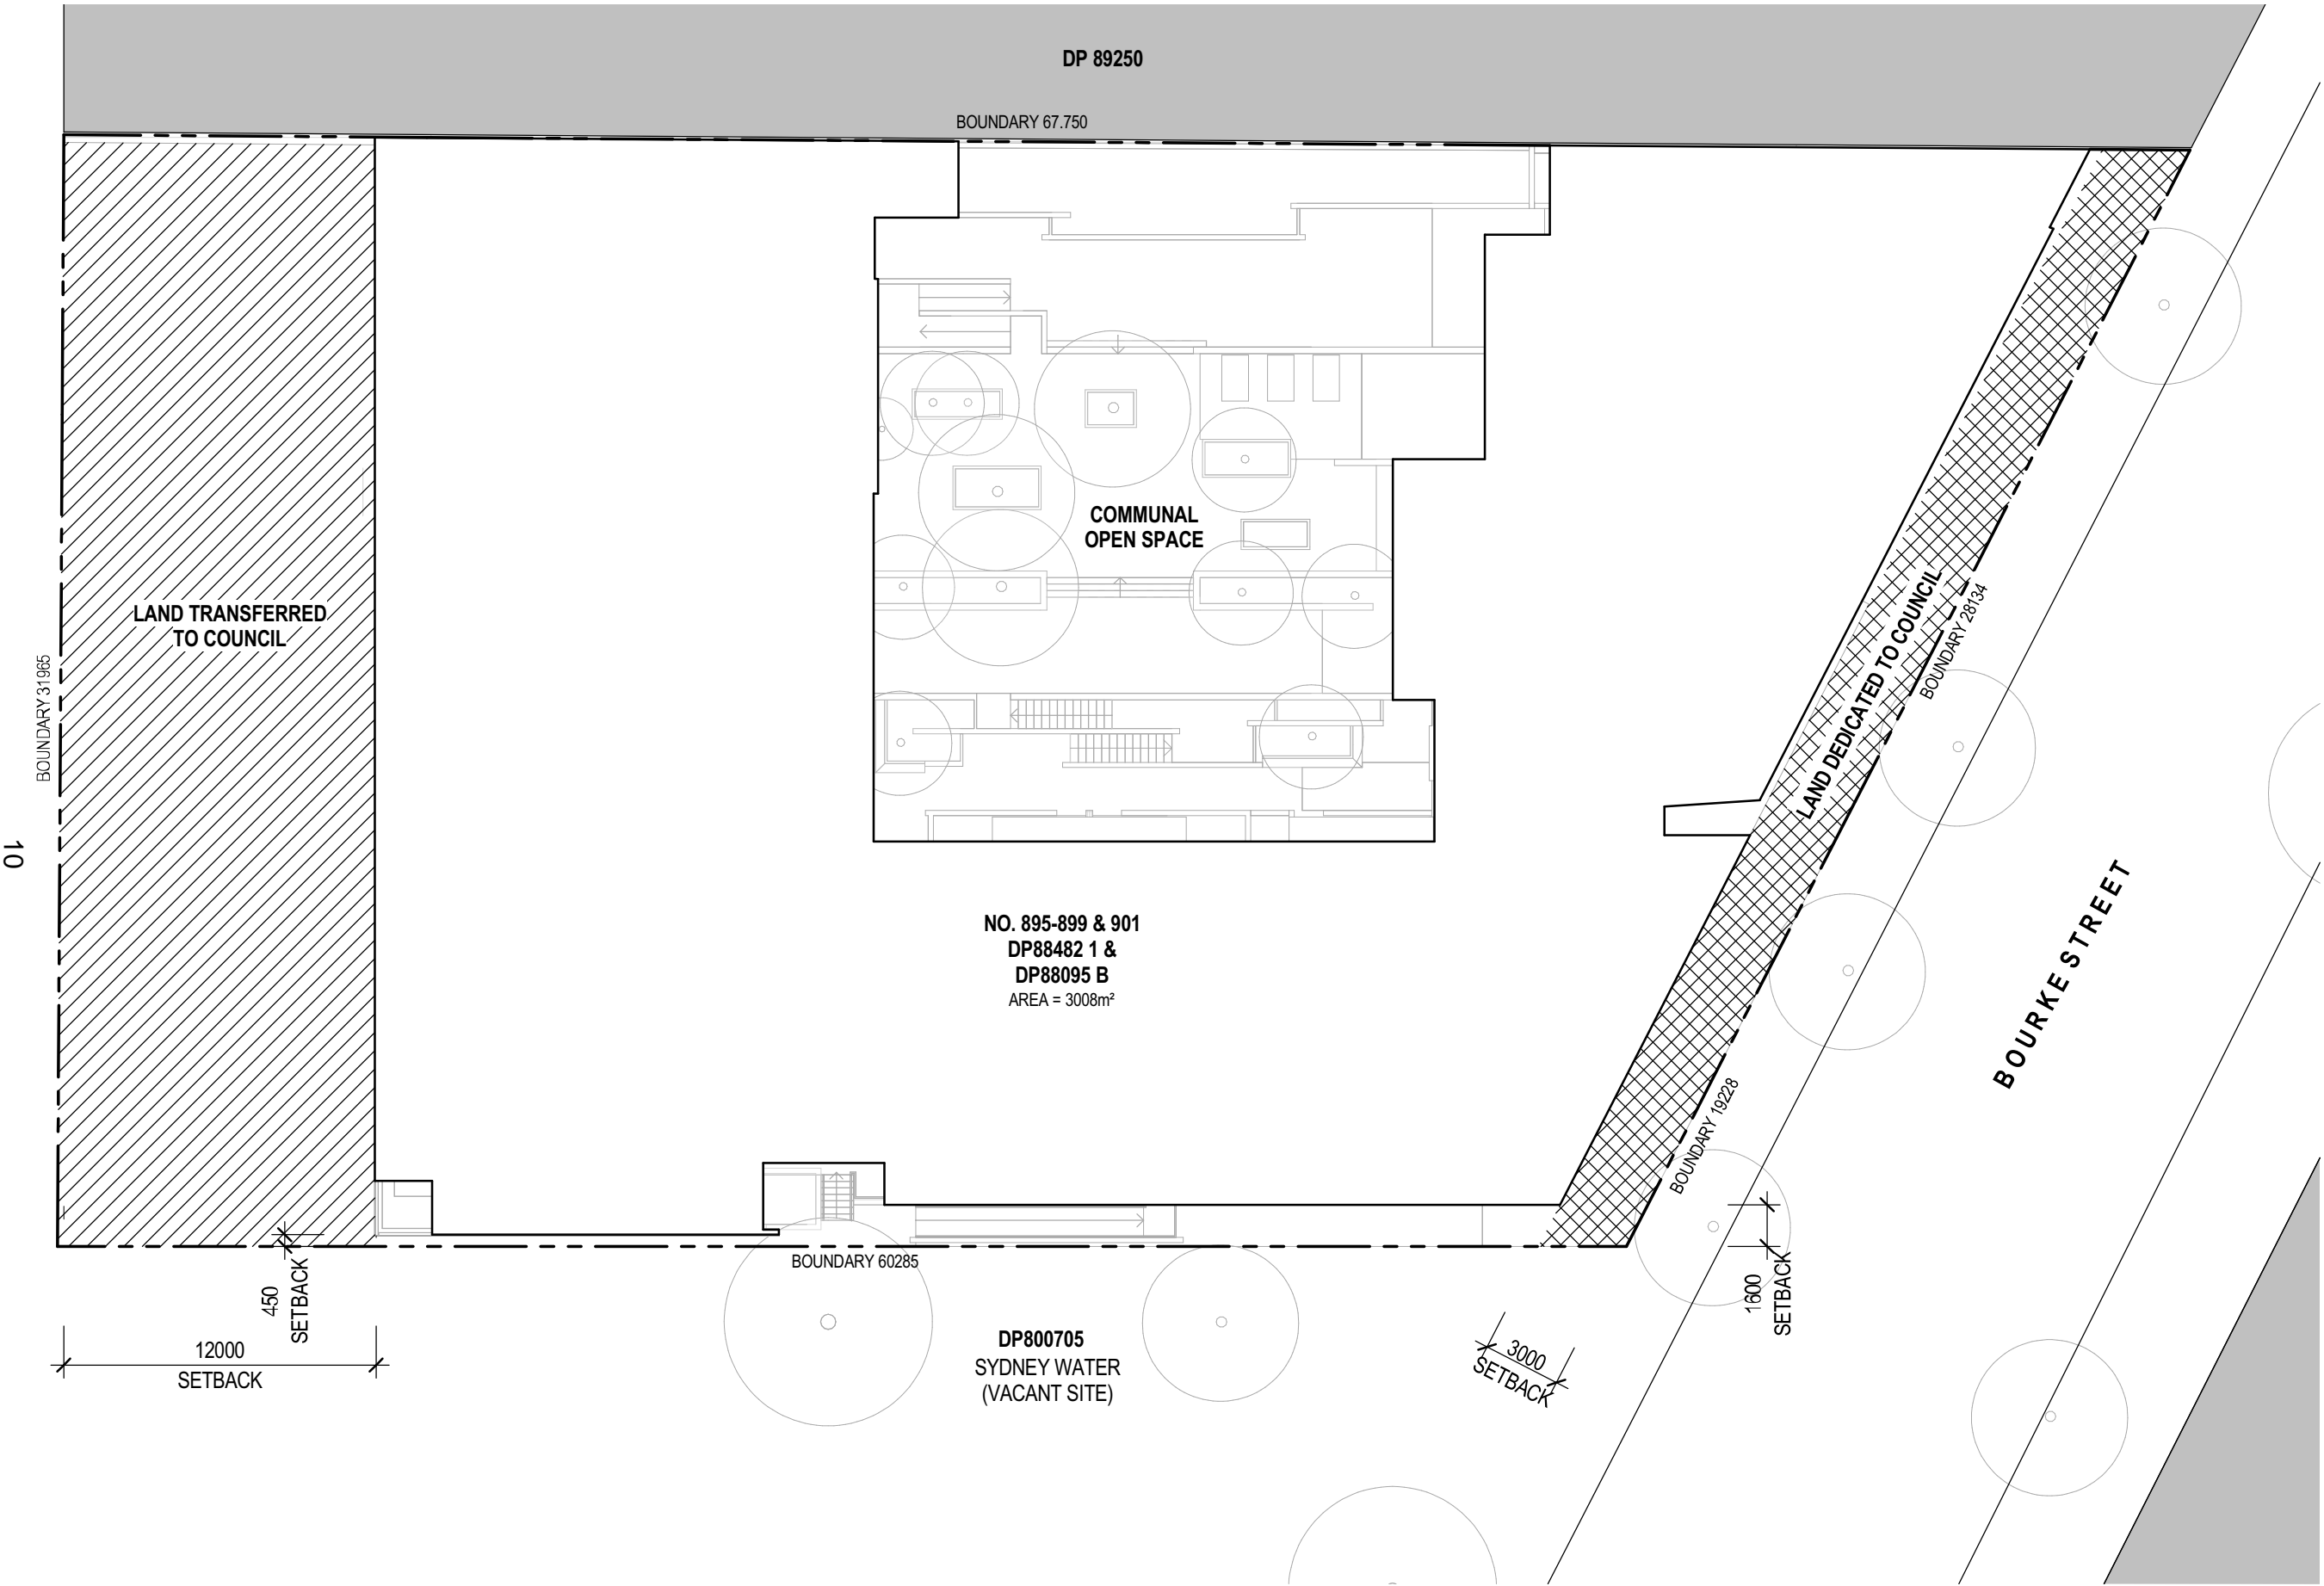 DP 89250
BOUNDARY 67.750
COMMUNAL
OPEN SPACE
LAND TRANSFERRED
TO COUNCIL
BOUNDARY 31965
LAND DEDICATED TO COUNCIL
BOUNDARY 28134
10
BOURKE STREET
NO. 895-899 & 901
DP88482 1 &
DP88095 B
AREA = 3008m²
BOUNDARY 19228
BOUNDARY 60285
450
SETBACK
1600
SETBACK
12000
SETBACK
DP800705
SYDNEY WATER
(VACANT SITE)
3000
SETBACK